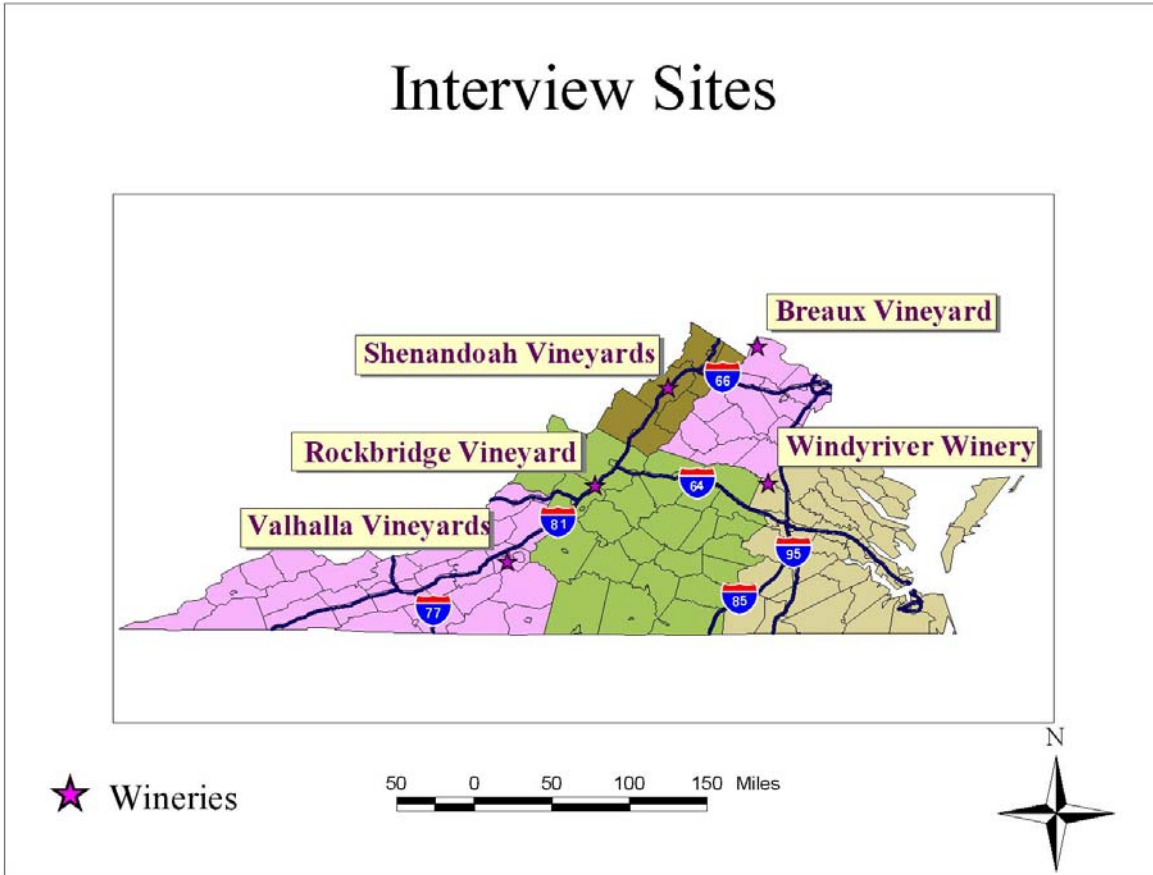 Interview Sites
Breaux Vineyard
Shenandoah Vineyards
66
Rockbridge Vineyard
Windyriver Winery
64
Valhalla Vineyards
81
95
85
77
N
Wineries
50 0 50 100 150 Miles